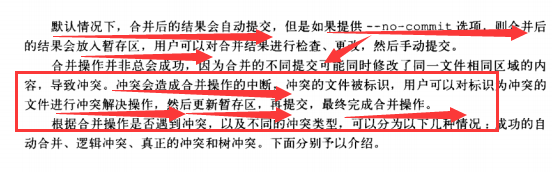 默认情况下，合并后的结果会自动提交，但是如果提供--no-commit选项，则合并后
的结果会放入暂存区，用户可以对合并结果进行检查、更改，然后手动提交。
合并操作并非总会成功，因为合并的不同提交可能同时修改了同一文件相同区域的内
容，导致冲突。冲突会造成合并操作的中断，冲突的文件被标识，用户可以对标识为冲突的
文件进行冲突解决操作，然后更新暂存区，再提交，最终完成合并操作。
根据合并操作是否遇到冲突，以及不同的冲突类型，可以分为以下几种情况：成功的自
动合并、逻辑冲突、真正的冲突和树冲突。下面分别予以介绍。